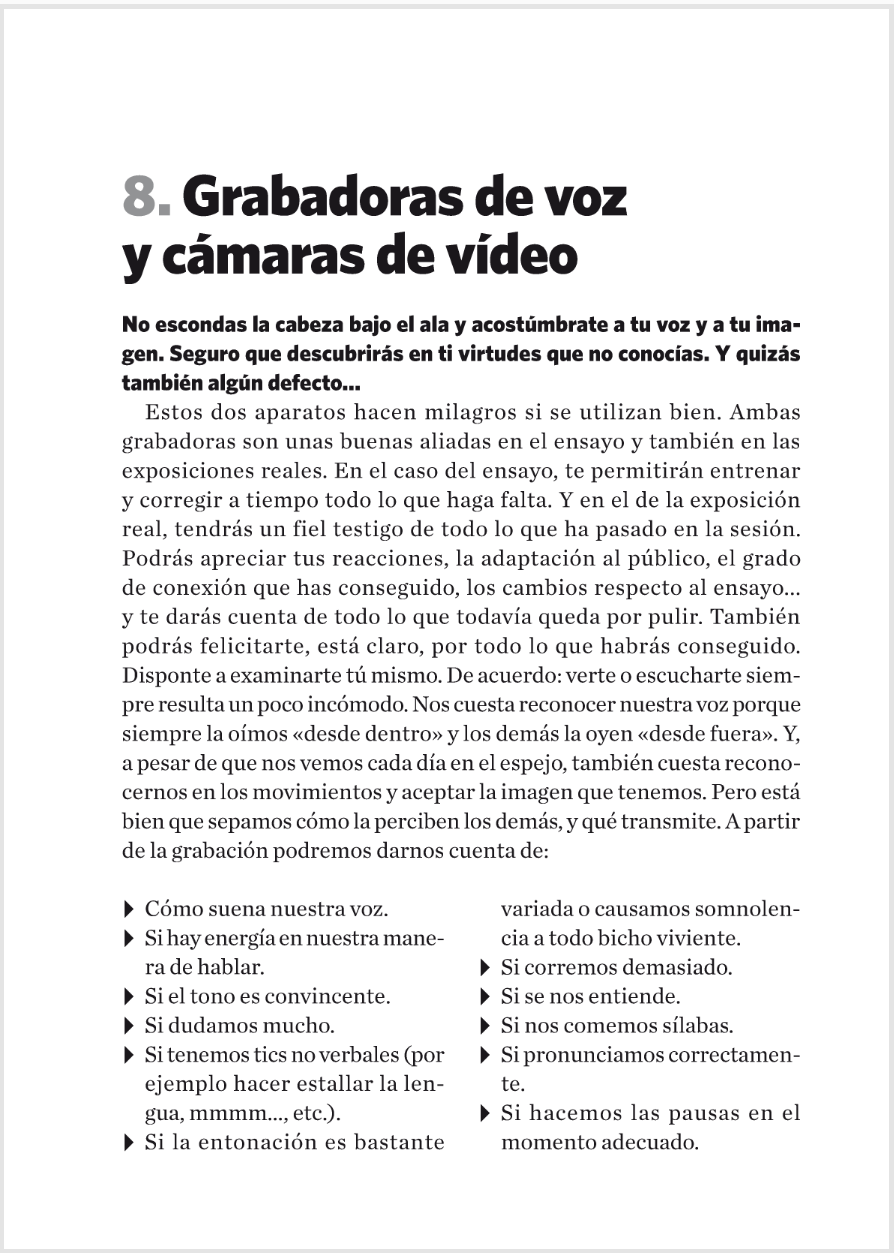 8. Grabadoras de voz
y cámaras de vídeo
No escondas la cabeza bajo el ala y acostúmbrate a tu voz y a tu ima-
gen. Seguro que descubrirás en ti virtudes que no conocías. Y quizás
también algún defecto...
Estos dos aparatos hacen milagros si se utilizan bien. Ambas
grabadoras son unas buenas aliadas en el ensayo y también en las
exposiciones reales. En el caso del ensayo, te permitirán entrenar
y corregir a tiempo todo lo que haga falta. Y en el de la exposición
real, tendrás un fiel testigo de todo lo que ha pasado en la sesión.
Podrás apreciar tus reacciones, la adaptación al público, el grado
de conexión que has conseguido, los cambios respecto al ensayo...
y te darás cuenta de todo lo que todavía queda por pulir. También
podrás felicitarte, está claro, por todo lo que habrás conseguido.
Disponte a examinarte tú mismo. De acuerdo: verte o escucharte siem-
pre resulta un poco incómodo. Nos cuesta reconocer nuestra voz porque
siempre la oímos «desde dentro» y los demás la oyen «desde fuera». Y,
a pesar de que nos vemos cada día en el espejo, también cuesta recono-
cernos en los movimientos y aceptar la imagen que tenemos. Pero está
bien que sepamos cómo la perciben los demás, y qué transmite. A partir
de la grabación podremos darnos cuenta de:
Cómo suena nuestra voz.
Si hay energía en nuestra mane-
ra de hablar.
Si el tono es convincente.
Si dudamos mucho.
Si tenemos tics no verbales (por
ejemplo hacer estallar la len-
gua, mmmm..., etc.).
Si la entonación es bastante
variada o causamos somnolen-
cia a todo bicho viviente.
Si corremos demasiado.
Si se nos entiende.
Si nos comemos sílabas.
Si pronunciamos correctamen-
te.
Si hacemos las pausas en el
momento adecuado.